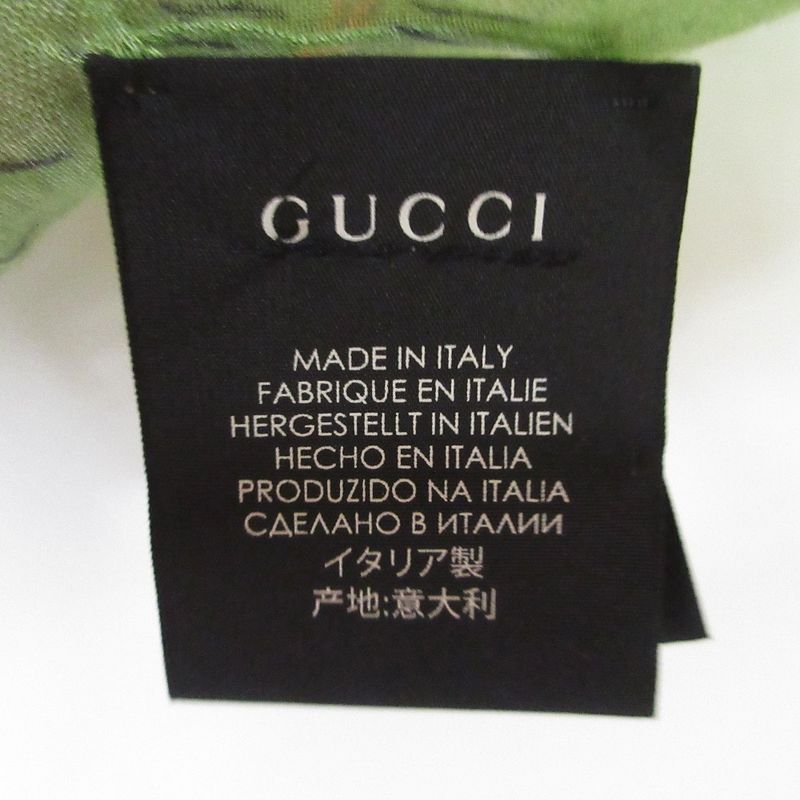 GUCCI
MADE IN ITALY
FABRIQUE EN ITALIE
HERGESTELLT IN ITALIEN
HECHO EN ITALIA
PRODUZIDO NA ITALIA
СДЕЛАНО В ИТАЛИИ
イタリア製
产地:意大利